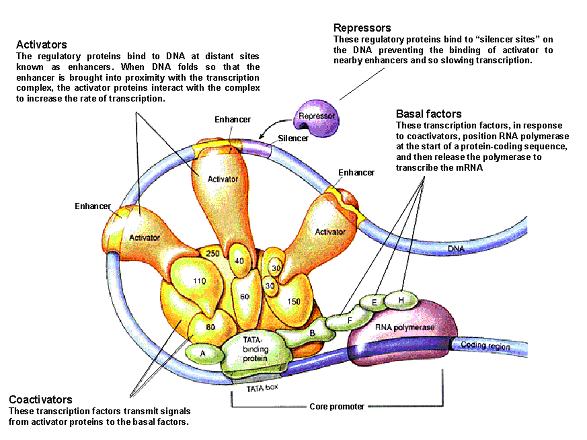 Activators
The regulatory proteins bind to DNA at distant sites
known as enhancers. When DNA folds so that the
enhancer is brought into proximity with the transcription
complex, the activator proteins interact with the complex
to increase the rate of transcription.
Repressors
These regulatory proteins bind to “silencer sites” on
the DNA preventing the binding of activator to
nearby enhancers and so slowing transcription.
Basal factors
These transcription factors, in response
to coactivators, position RNA polymerase
at the start of a protein-coding sequence,
and then release the polymerase to
transcribe the mRNA
Enhancer
Repressor
Silencer
Activator
Enhancer
Enhancer
Activator
Activator
DNA
250
40
30
110
30
60
150
80
A
TATA-
binding
protein
B
F
E
H
RNA polymerase
Coding region
TATA box
Core promoter
Coactivators
These transcription factors transmit signals
from activator proteins to the basal factors.